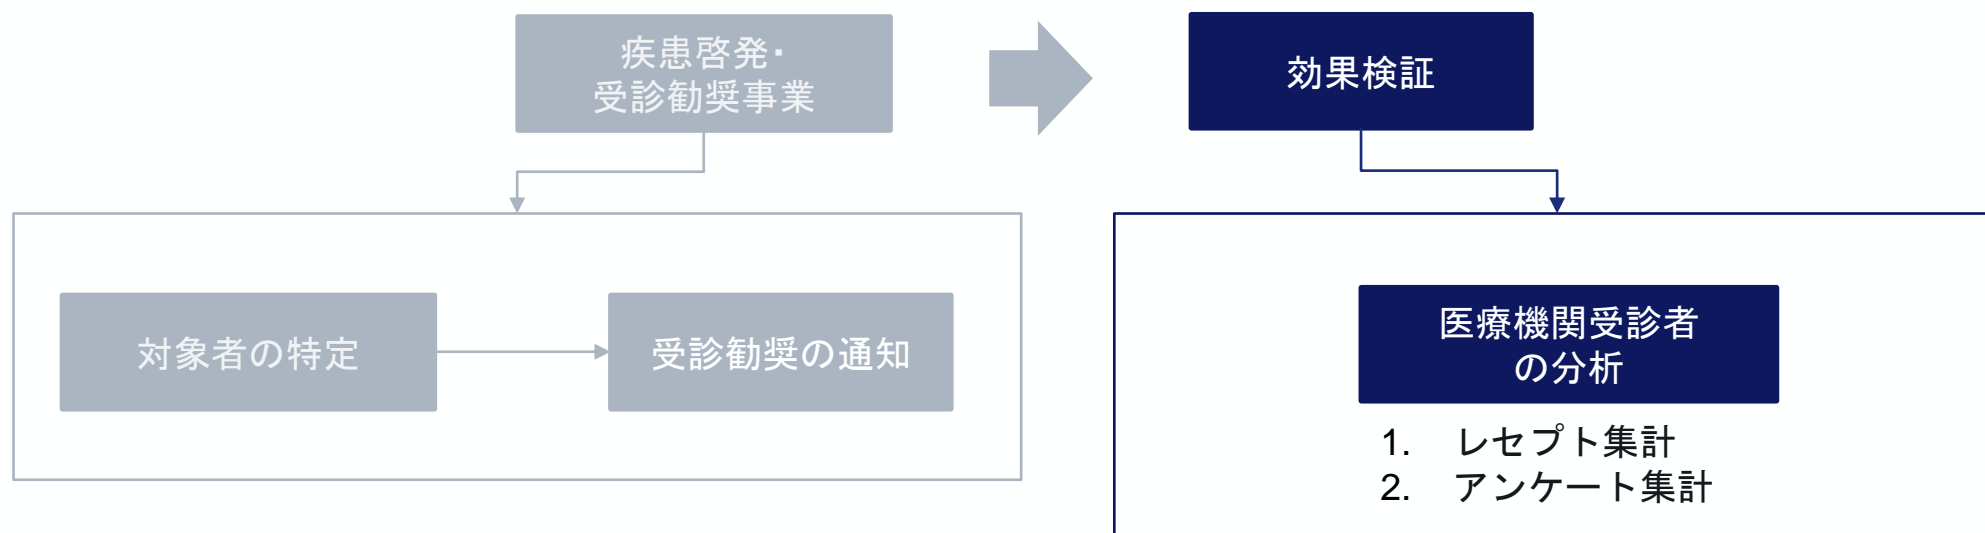 疾患啓発・
受診勧奨事業
効果検証
対象者の特定
受診勧奨の通知
医療機関受診者
の分析
1. レセプト集計
2. アンケート集計